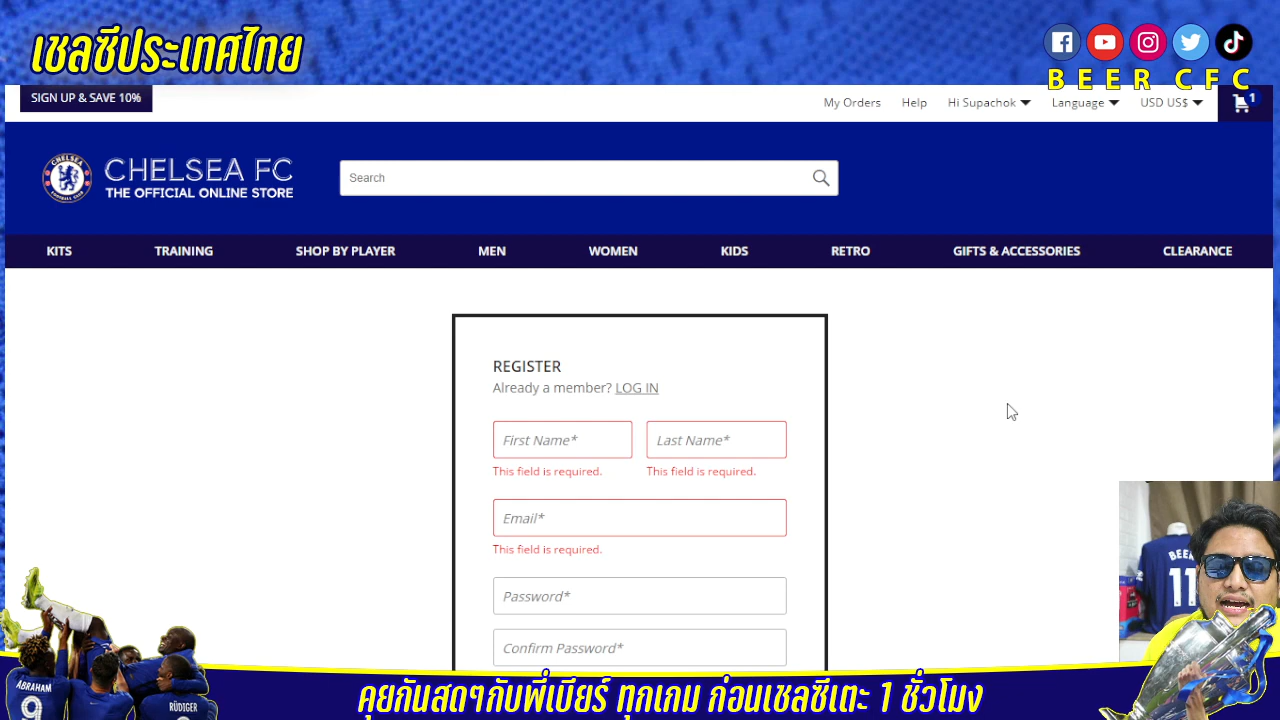 เชลซีประเทศไทย
BEER CFC
SIGN UP & SAVE 10%
My Orders Help Hi Supachok Language USD US$ 1
CHELSEA FC
THE OFFICIAL ONLINE STORE
Search
KITS TRAINING SHOP BY PLAYER MEN WOMEN KIDS RETRO GIFTS & ACCESSORIES CLEARANCE
REGISTER
Already a member? LOG IN
First Name* Last Name*
This field is required. This field is required.
Email*
This field is required.
Password*
Confirm Password*
BEER
11
ABRAHAM
9
RÜDIGER
คุยกันสดๆกับพี่เบียร์ ทุกเกม ก่อนเชลซีเตะ 1 ชั่วโมง